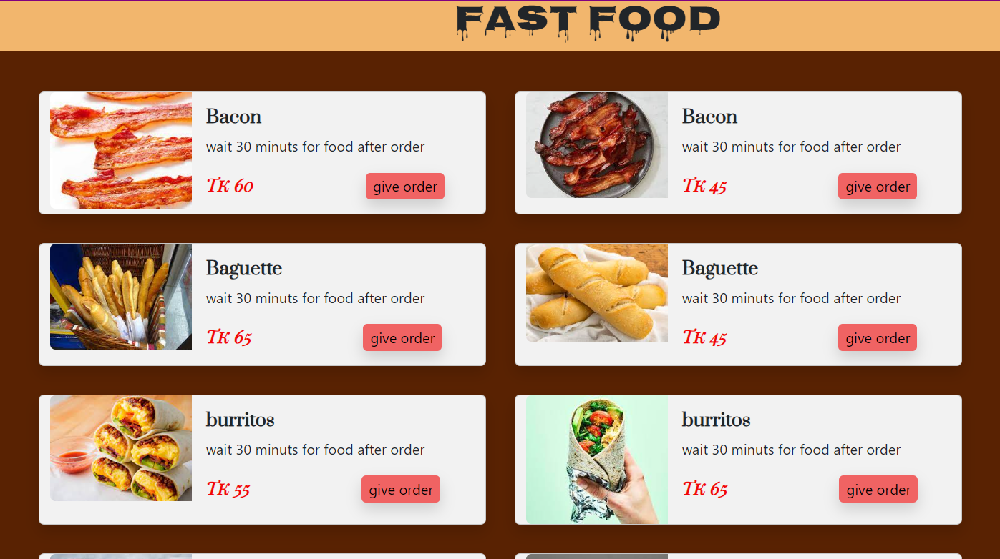 FAST FOOD
Bacon
wait 30 minuts for food after order
TK 60
give order
Bacon
wait 30 minuts for food after order
TK 45
give order
Baguette
wait 30 minuts for food after order
TK 65
give order
Baguette
wait 30 minuts for food after order
TK 45
give order
burritos
wait 30 minuts for food after order
TK 55
give order
burritos
wait 30 minuts for food after order
TK 65
give order